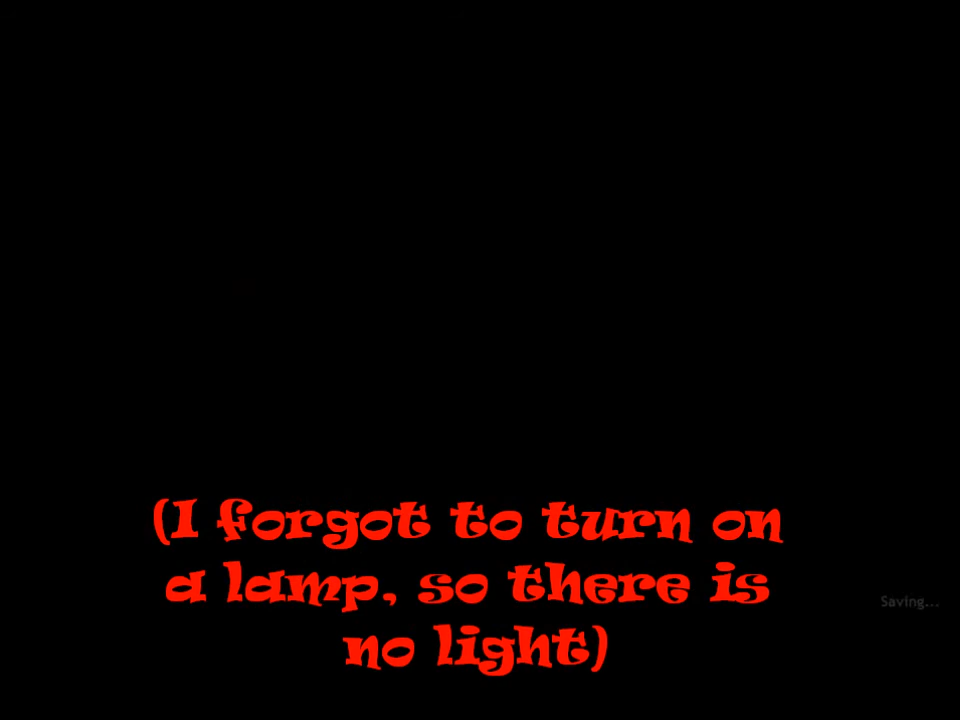 (I forgot to turn on
a lamp, so there is
Saving...
no light)